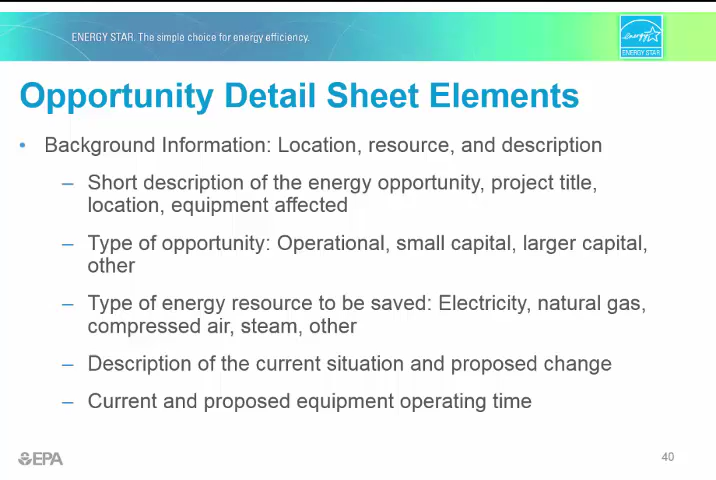 ENERGY STAR. The simple choice for energy efficiency.
energy
ENERGY STAR
Opportunity Detail Sheet Elements
• Background Information: Location, resource, and description
– Short description of the energy opportunity, project title,
location, equipment affected
– Type of opportunity: Operational, small capital, larger capital,
other
– Type of energy resource to be saved: Electricity, natural gas,
compressed air, steam, other
– Description of the current situation and proposed change
– Current and proposed equipment operating time
EPA
40